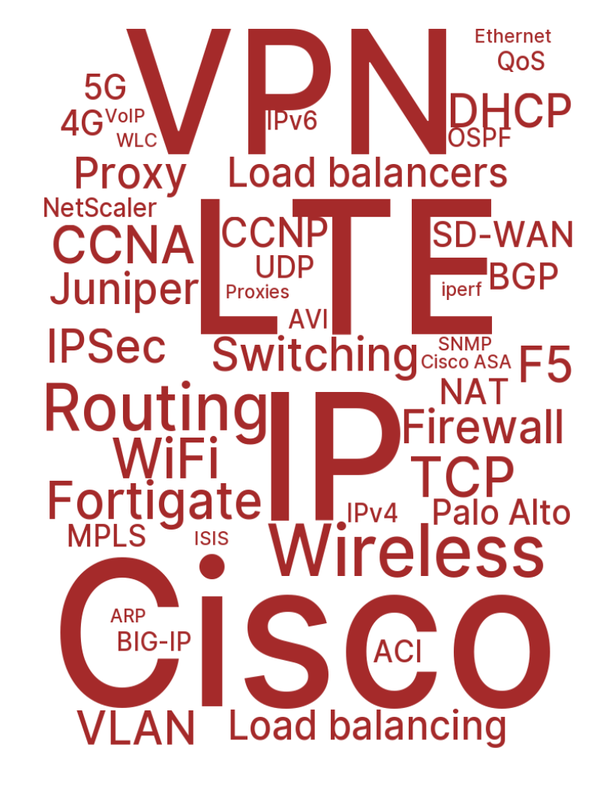 VPN
Ethernet
QoS
5G
4G
VoIP
IPv6
DHCP
WLC
OSPF
Proxy
Load balancers
NetScaler
LTE
CCNA
CCNP
SD-WAN
UDP
BGP
Juniper
Proxies
iperf
AVI
IPSec
Switching
SNMP
Cisco ASA
F5
NAT
Routing
IP
Firewall
WiFi
TCP
Fortigate
IPv4
Palo Alto
MPLS
ISIS
Wireless
Cisco
ARP
BIG-IP
ACI
VLAN
Load balancing